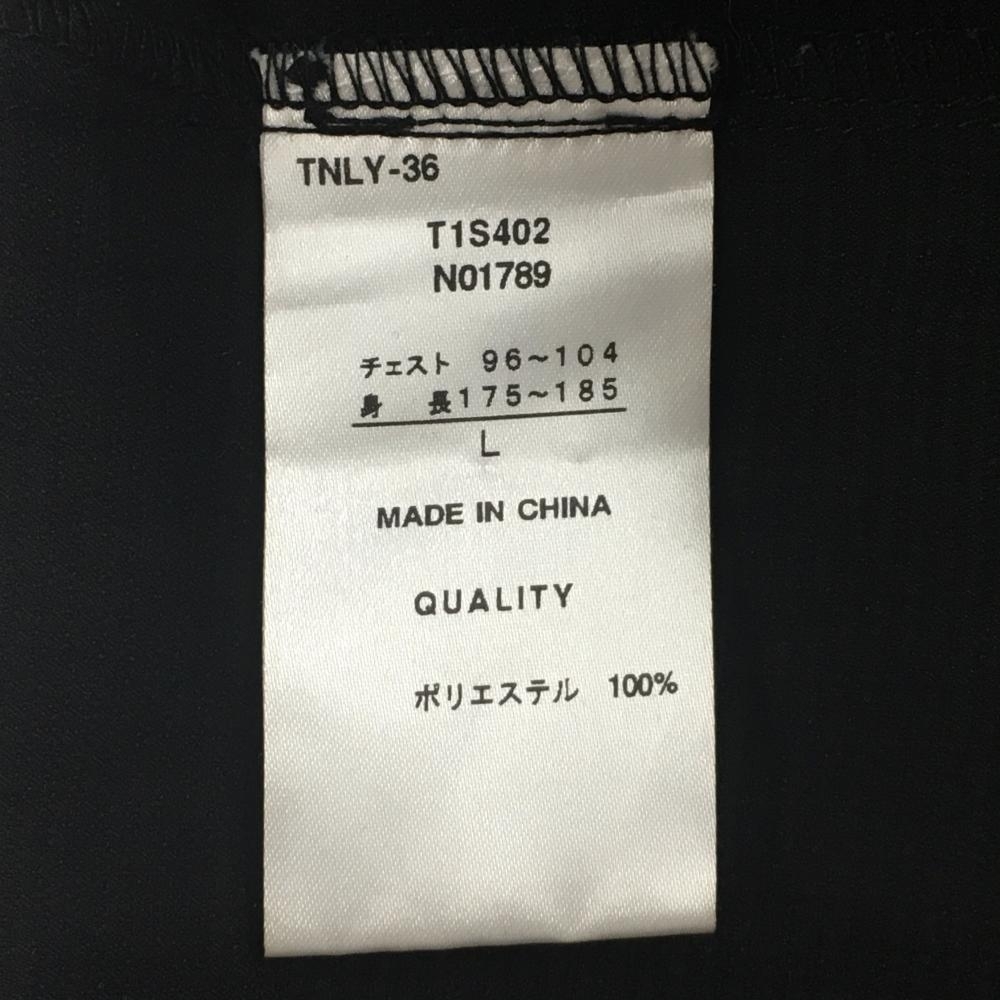 TNLY-36
T1S402
N01789
チェスト 96~104
身 長175~185
L
MADE IN CHINA
QUALITY
ポリエステル 100%